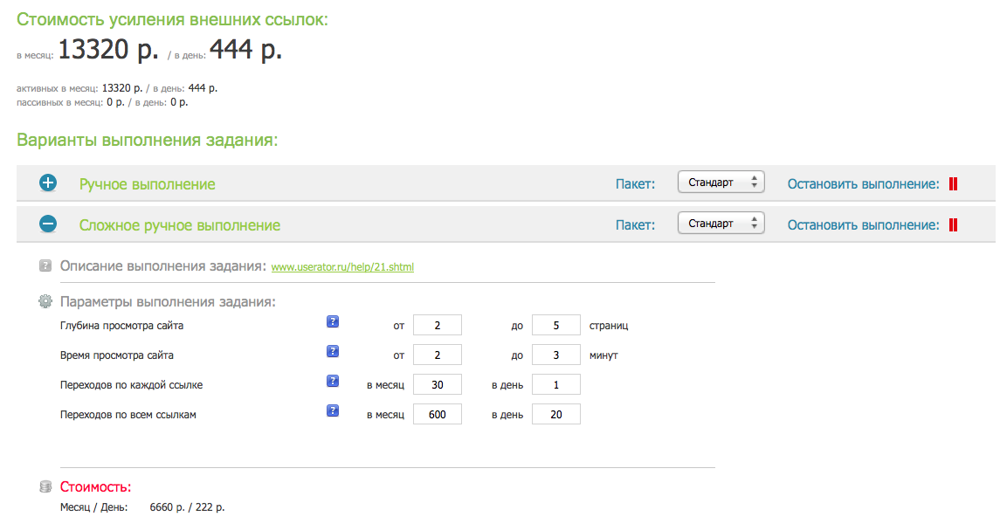 Стоимость усиления внешних ссылок:
в месяц: 13320 р. / в день: 444 р.
активных в месяц: 13320 р. / в день: 444 р.
пассивных в месяц: 0 р. / в день: 0 р.
Варианты выполнения задания:
Ручное выполнение Пакет: Стандарт Остановить выполнение:
Сложное ручное выполнение Пакет: Стандарт Остановить выполнение:
? Описание выполнения задания: www.userator.ru/help/21.shtml
Параметры выполнения задания:
Глубина просмотра сайта ? от 2 до 5 страниц
Время просмотра сайта ? от 2 до 3 минут
Переходов по каждой ссылке ? в месяц 30 в день 1
Переходов по всем ссылкам ? в месяц 600 в день 20
Стоимость:
Месяц / День: 6660 р. / 222 р.